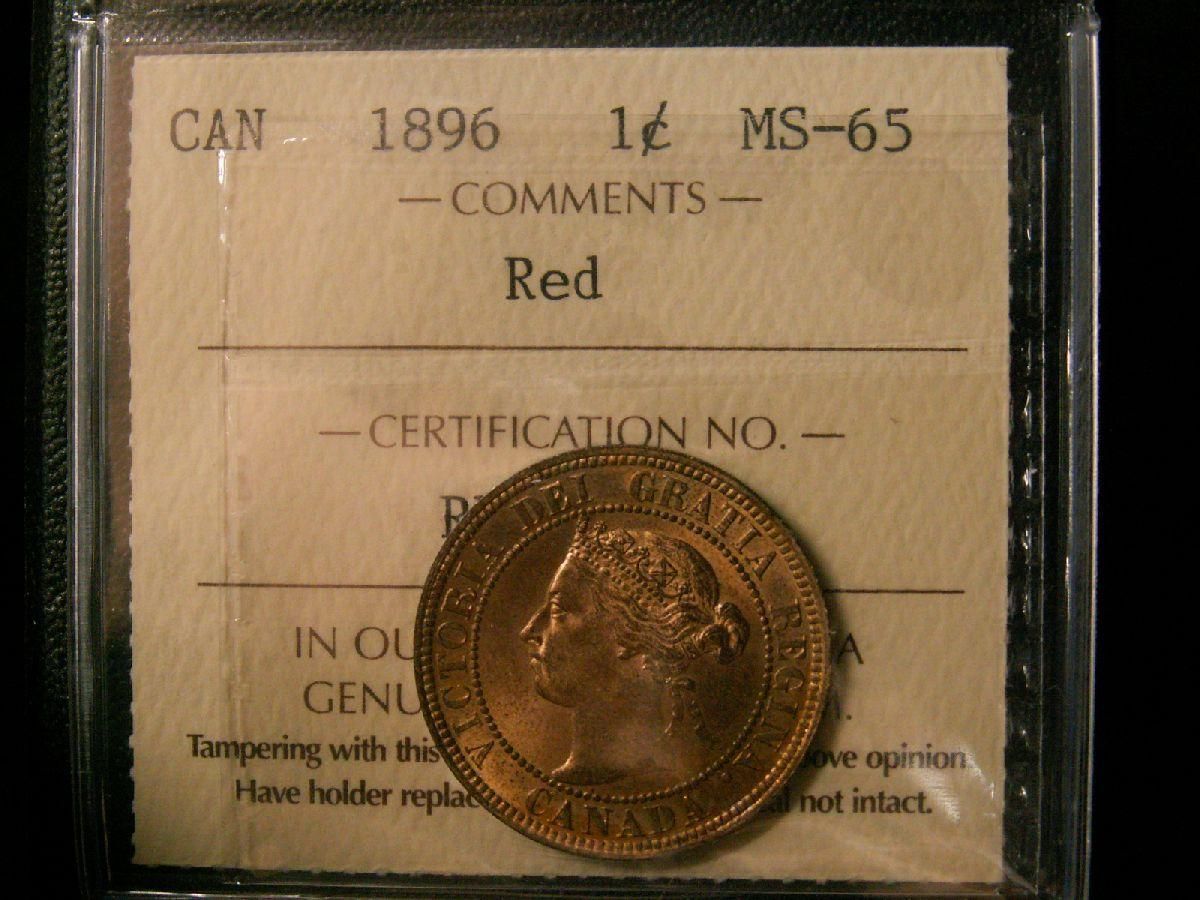 CAN 1896 1¢ MS-65
— COMMENTS —
Red
— CERTIFICATION NO. —
IN OU A
GENU .
Tampering with this ove opinion
Have holder replac al not intact.
VICTORIA DEI GRATIA REGINA
CANADA